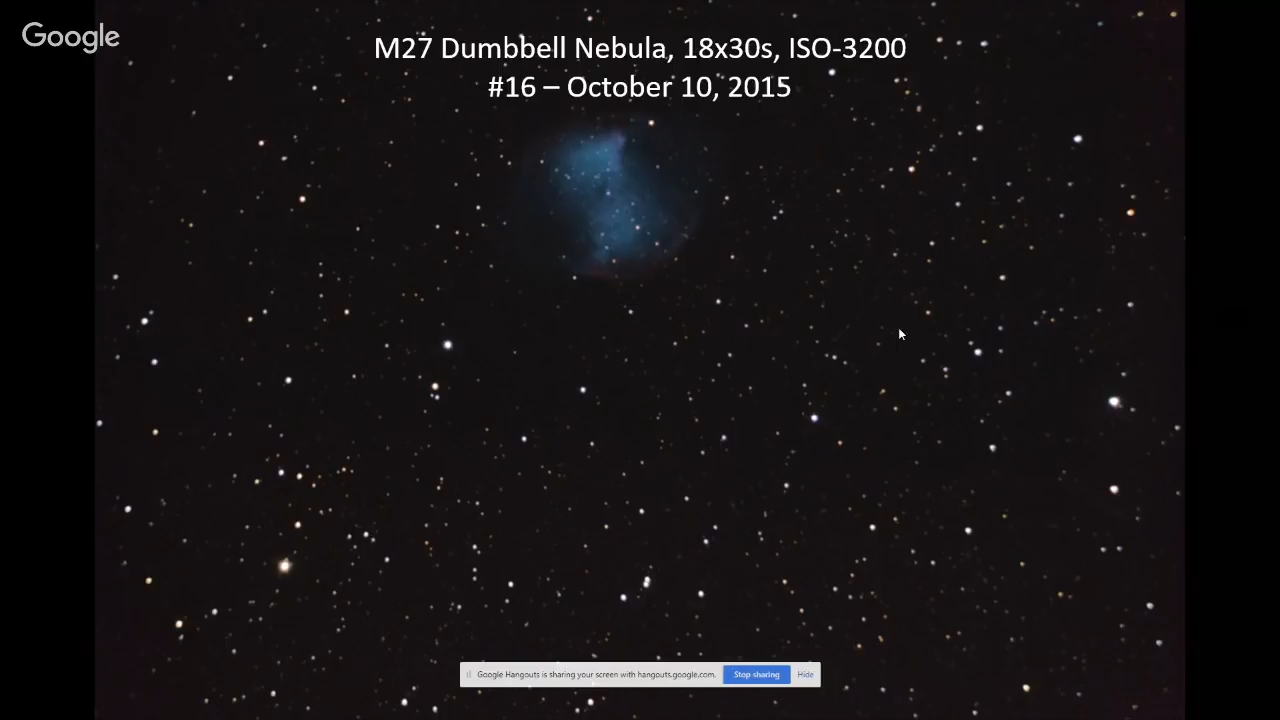 Google
M27 Dumbbell Nebula, 18x30s, ISO-3200
#16 – October 10, 2015
Google Hangouts is sharing your screen with hangouts.google.com.
Stop sharing
Hide